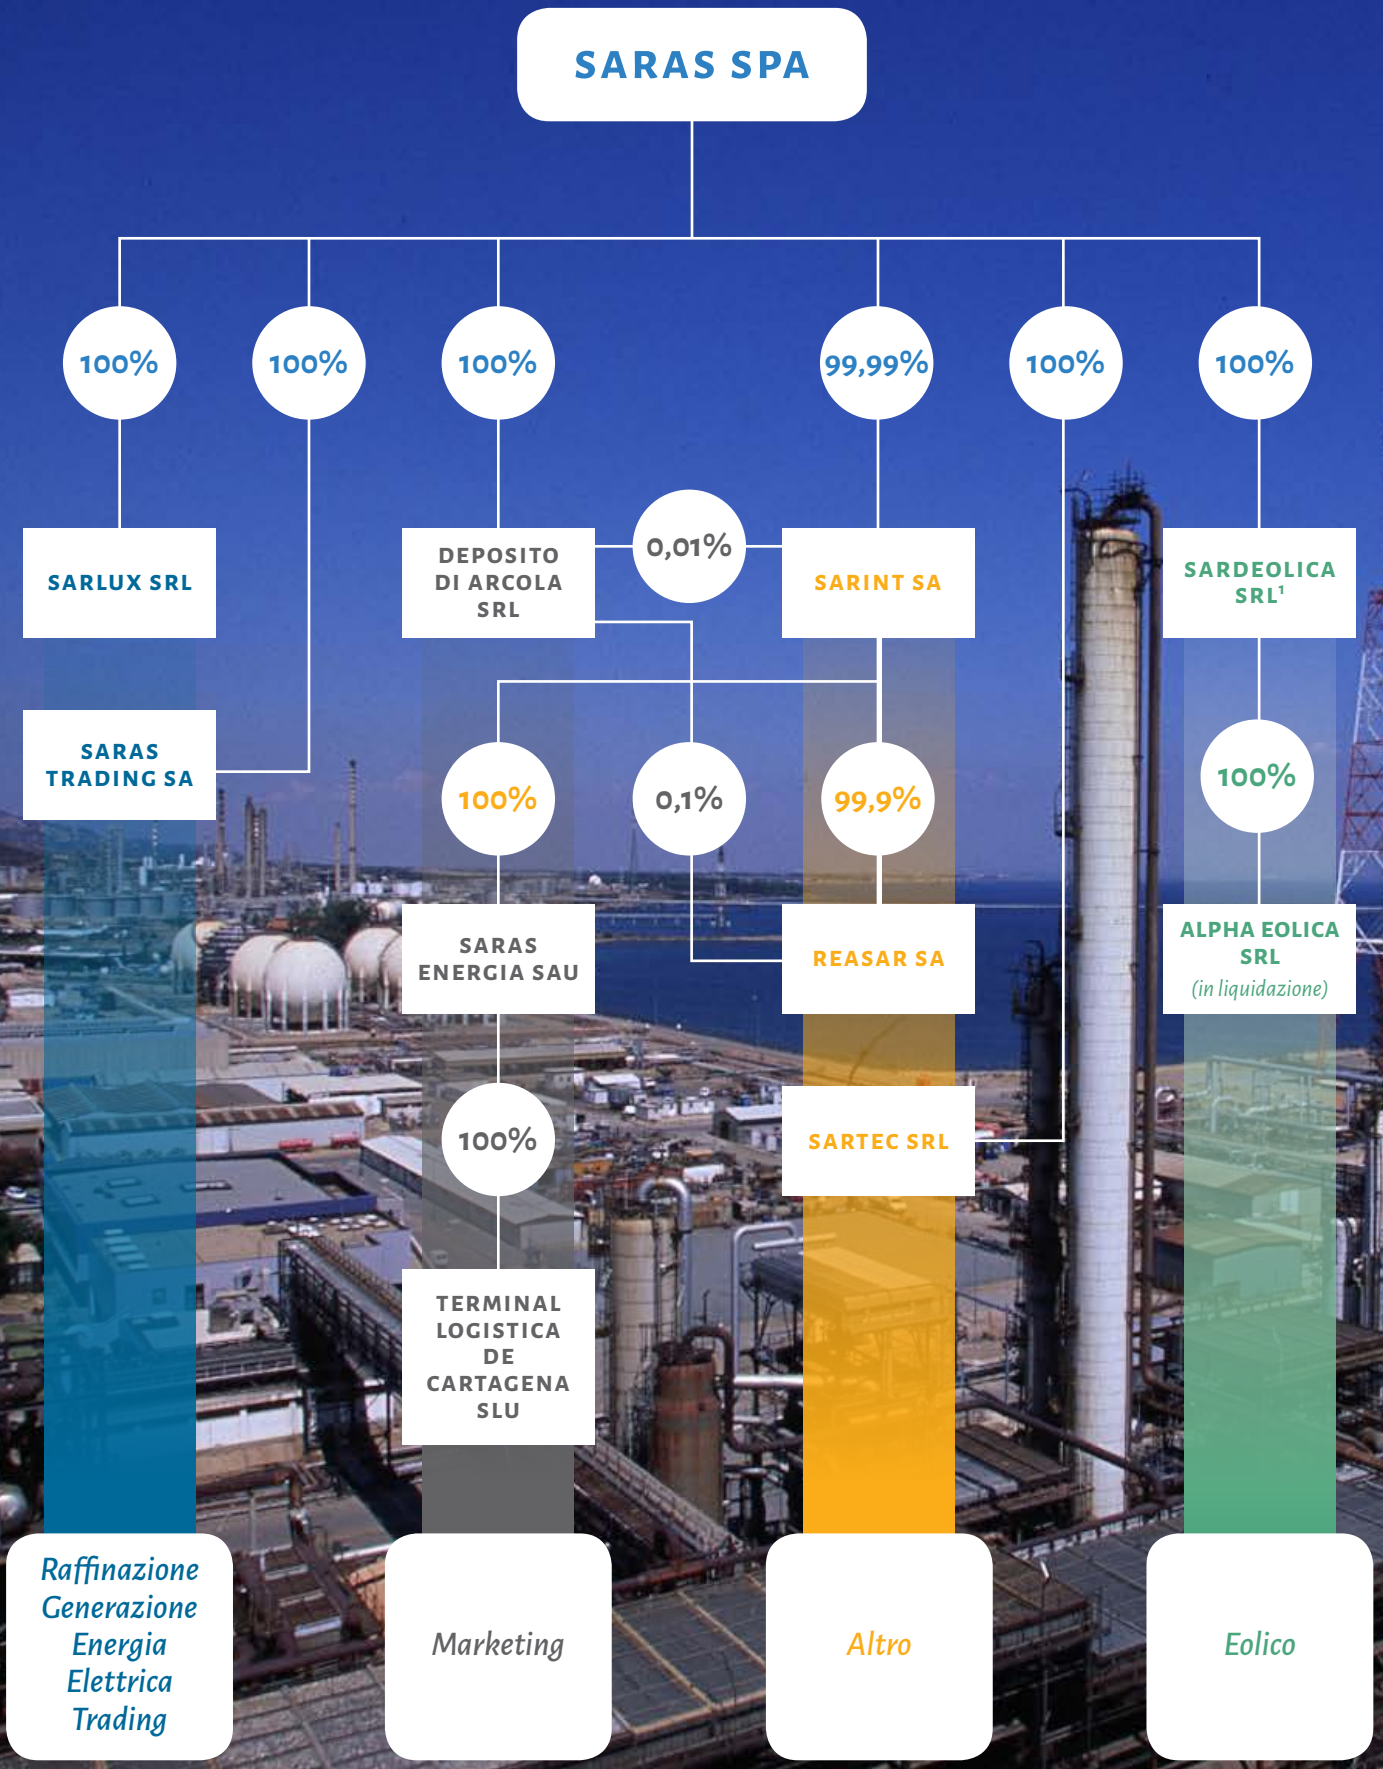 SARAS SPA
100%
100%
100%
99,99%
100%
100%
SARLUX SRL
DEPOSITO
DI ARCOLA
SRL
0,01%
SARINT SA
SARDEOLICA
SRL¹
SARAS
TRADING SA
100%
0,1%
99,9%
100%
SARAS
ENERGIA SAU
REASAR SA
ALPHA EOLICA
SRL
(in liquidazione)
100%
SARTEC SRL
TERMINAL
LOGISTICA
DE
CARTAGENA
SLU
Raffinazione
Generazione
Energia
Elettrica
Trading
Marketing
Altro
Eolico